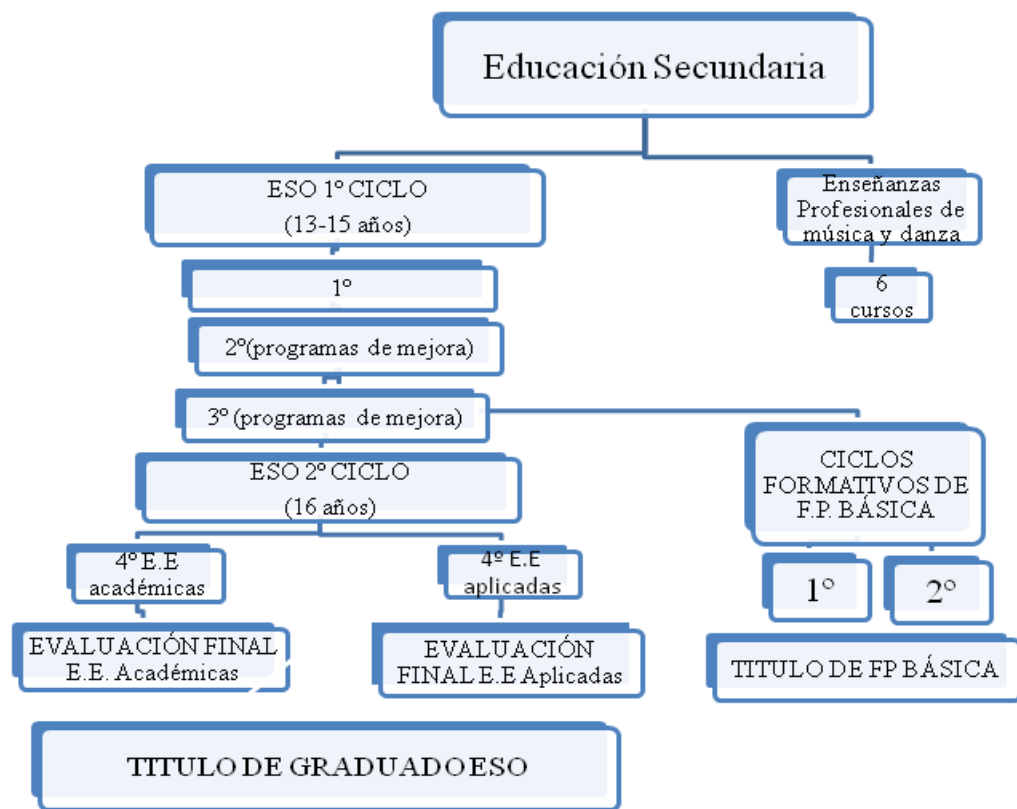 Educación Secundaria
ESO 1º CICLO
(13-15 años)
Enseñanzas
Profesionales de
música y danza
1º
6
cursos
2º(programas de mejora)
3º (programas de mejora)
CICLOS
FORMATIVOS DE
F.P. BÁSICA
ESO 2º CICLO
(16 años)
4º E.E
académicas
4º E.E
aplicadas
1º
2º
EVALUACIÓN FINAL
E.E. Académicas
EVALUACIÓN
FINAL E.E Aplicadas
TITULO DE FP BÁSICA
TITULO DE GRADUADO ESO